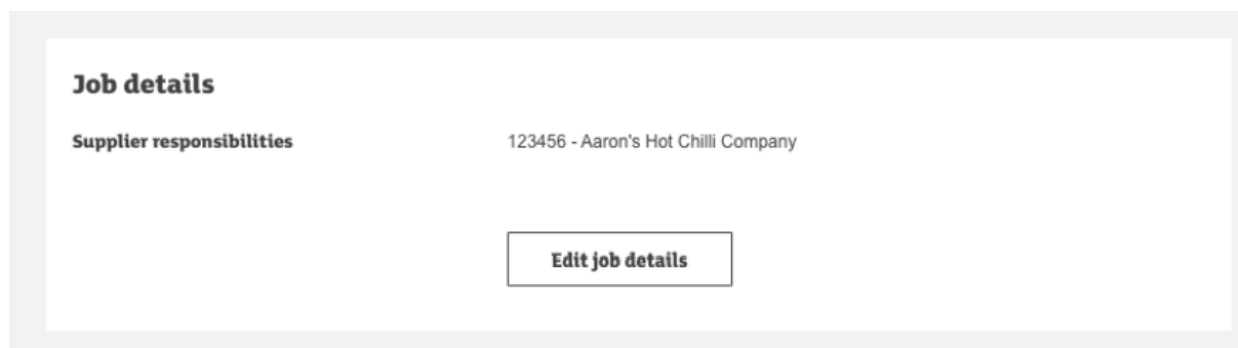 Job details
Supplier responsibilities 123456 - Aaron's Hot Chilli Company
Edit job details